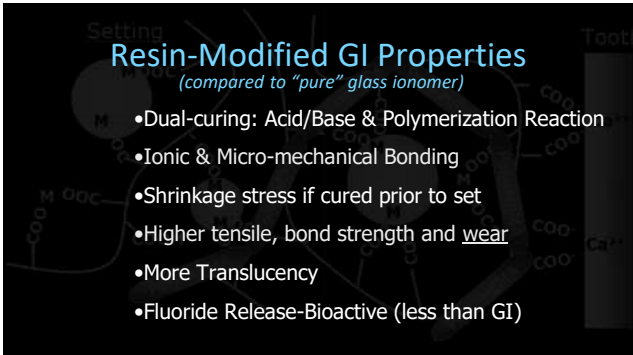 Setting
Toot
Resin-Modified GI Properties
(compared to “pure” glass ionomer)
•Dual-curing: Acid/Base & Polymerization Reaction
•Ionic & Micro-mechanical Bonding
•Shrinkage stress if cured prior to set
•Higher tensile, bond strength and wear
•More Translucency
•Fluoride Release-Bioactive (less than GI)